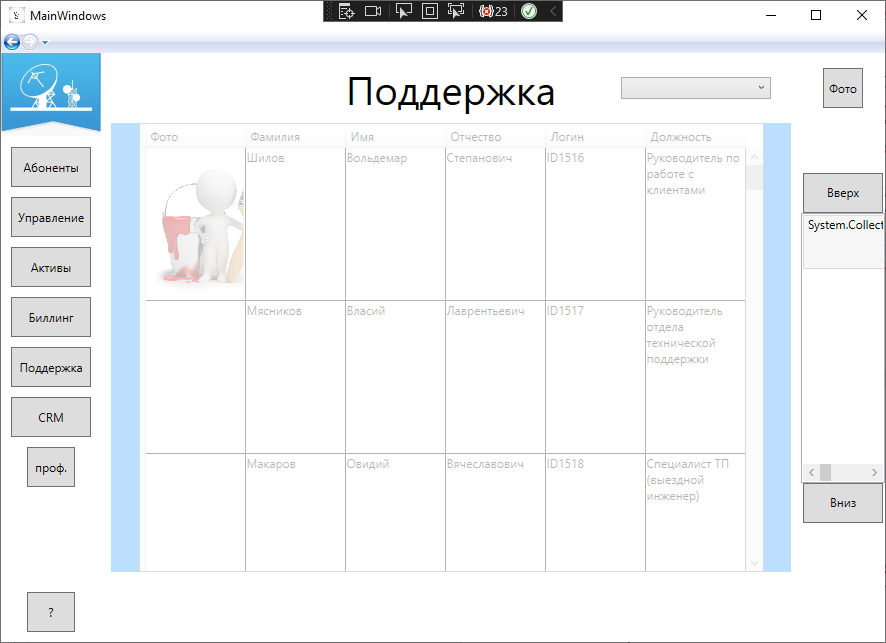 MainWindows
23
Поддержка
Фото
Абоненты
Управление
Активы
Биллинг
Поддержка
CRM
проф.
?
Фото Фамилия Имя Отчество Логин Должность
Шилов Вольдемар Степанович ID1516 Руководитель по
работе с
клиентами
Мясников Власий Лаврентьевич ID1517 Руководитель
отдела
технической
поддержки
Макаров Овидий Вячеславович ID1518 Специалист ТП
(выездной
инженер)
Вверх
System.Collect
Вниз